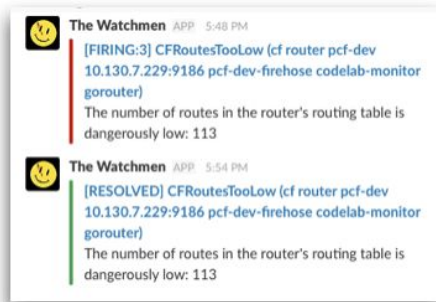 The Watchmen APP 5:48 PM
[FIRING:3] CFRoutesTooLow (cf router pcf-dev
10.130.7.229:9186 pcf-dev-firehose codelab-monitor
gorouter)
The number of routes in the router's routing table is
dangerously low: 113
The Watchmen APP 5:54 PM
[RESOLVED] CFRoutesTooLow (cf router pcf-dev
10.130.7.229:9186 pcf-dev-firehose codelab-monitor
gorouter)
The number of routes in the router's routing table is
dangerously low: 113